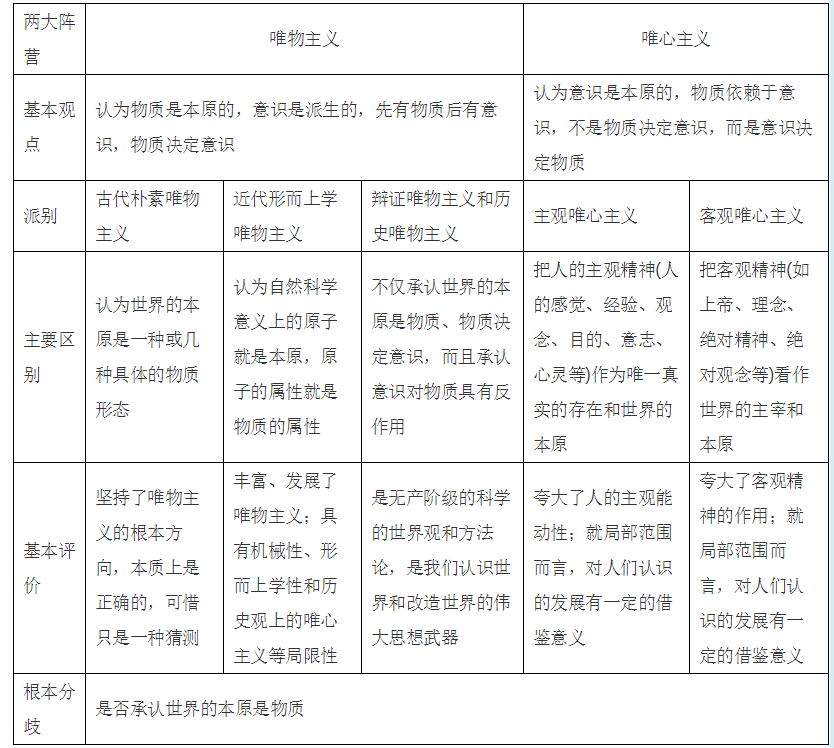 两大阵
营
唯物主义
唯心主义
基本观
点
认为物质是本原的，意识是派生的，先有物质后有意
识，物质决定意识
认为意识是本原的，物质依赖于意
识，不是物质决定意识，而是意识决
定物质
派别
古代朴素唯物
主义
近代形而上学
唯物主义
辩证唯物主义和历
史唯物主义
主观唯心主义
客观唯心主义
主要区
别
认为世界的本
原是一种或几
种具体的物质
形态
认为自然科学
意义上的原子
就是本原，原
子的属性就是
物质的属性
不仅承认世界的本
原是物质、物质决
定意识，而且承认
意识对物质具有反
作用
把人的主观精神(人
的感觉、经验、观
念、目的、意志、
心灵等)作为唯一真
实的存在和世界的
本原
把客观精神(如
上帝、理念、
绝对精神、绝
对观念等)看作
世界的主宰和
本原
基本评
价
坚持了唯物主
义的根本方
向，本质上是
正确的，可惜
只是一种猜测
丰富、发展了
唯物主义；具
有机械性、形
而上学性和历
史观上的唯心
主义等局限性
是无产阶级的科学
的世界观和方法
论，是我们认识世
界和改造世界的伟
大思想武器
夸大了人的主观能
动性；就局部范围
而言，对人们认识
的发展有一定的借
鉴意义
夸大了客观精
神的作用；就
局部范围而
言，对人们认
识的发展有一
定的借鉴意义
根本分
歧
是否承认世界的本原是物质